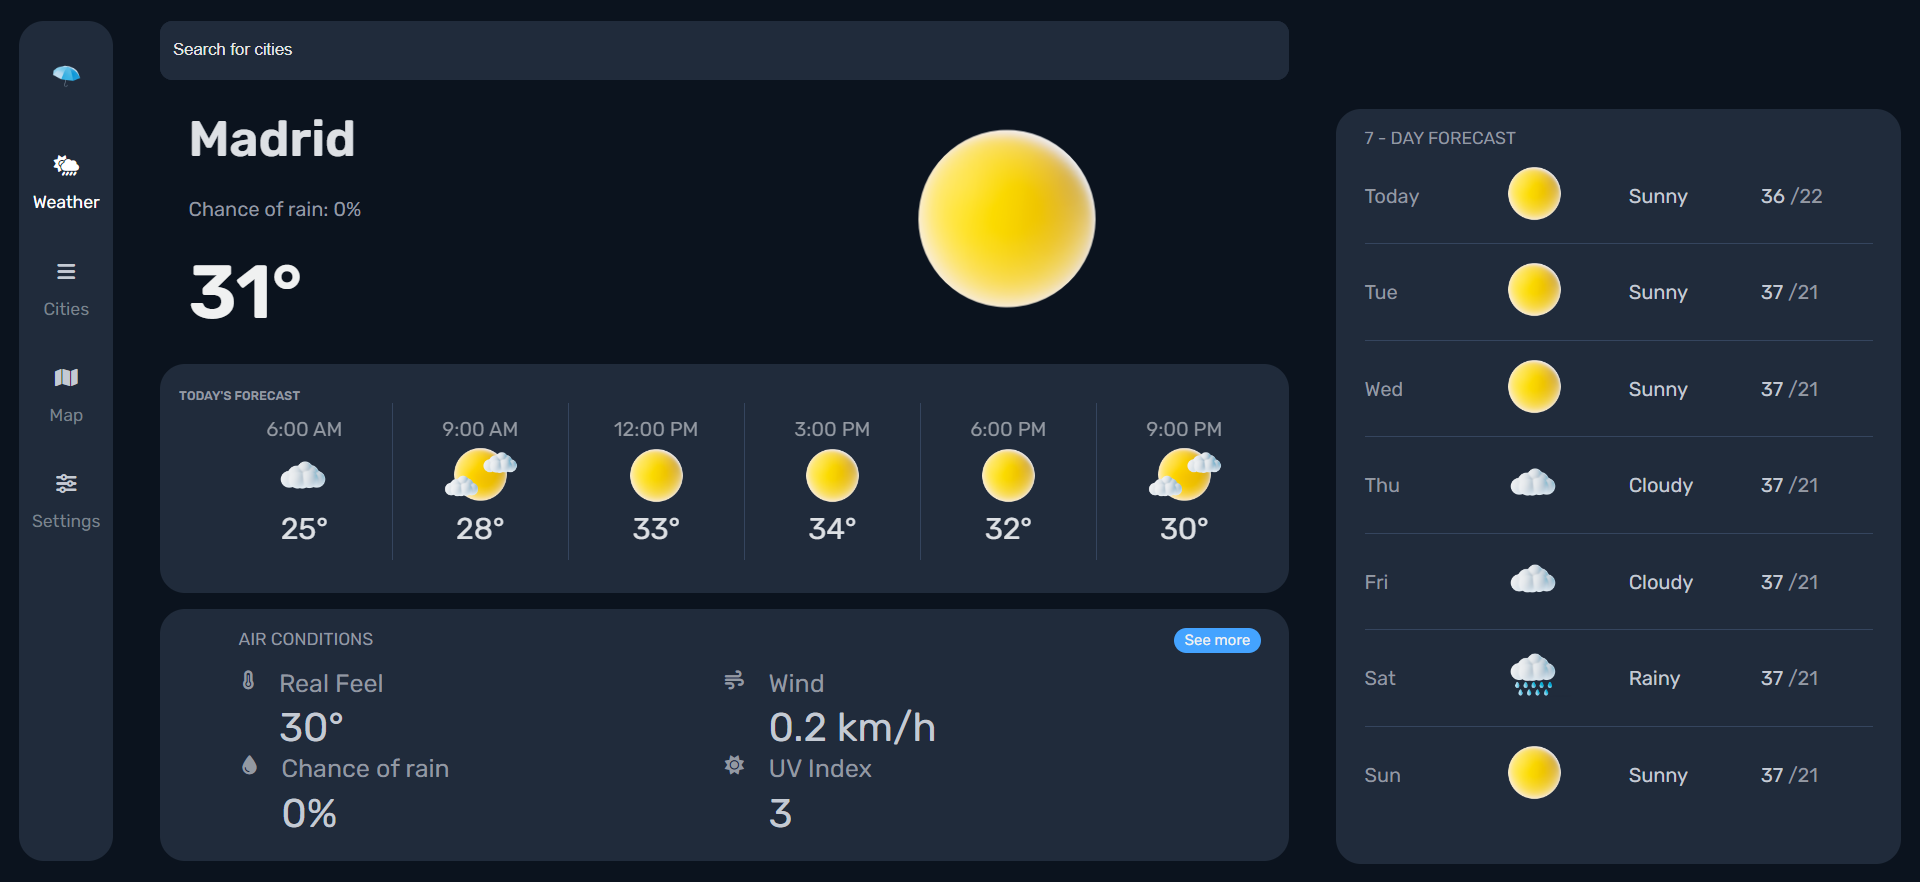 Weather
Cities
Map
Settings
Search for cities
Madrid
Chance of rain: 0%
31°
TODAY'S FORECAST
6:00 AM 9:00 AM 12:00 PM 3:00 PM 6:00 PM 9:00 PM
25° 28° 33° 34° 32° 30°
AIR CONDITIONS See more
Real Feel Wind
30° 0.2 km/h
Chance of rain UV Index
0% 3
7 - DAY FORECAST
Today Sunny 36 /22
Tue Sunny 37 /21
Wed Sunny 37 /21
Thu Cloudy 37 /21
Fri Cloudy 37 /21
Sat Rainy 37 /21
Sun Sunny 37 /21